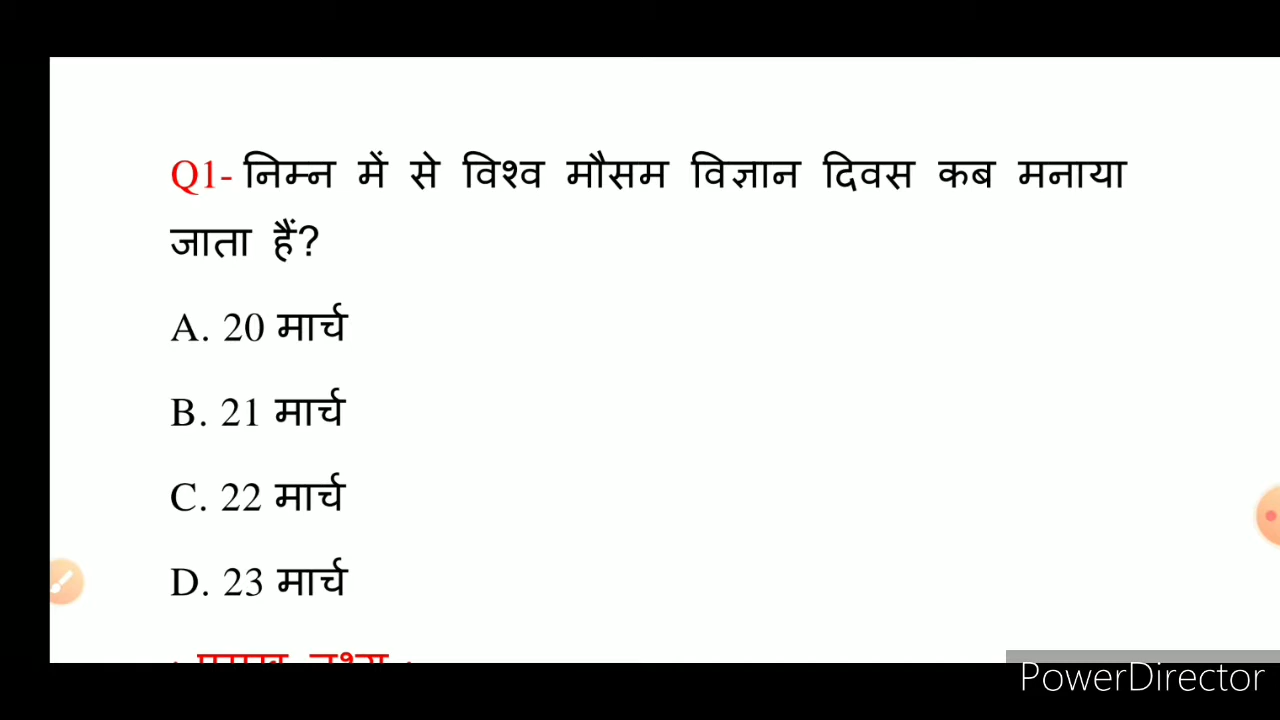 Q1- निम्न में से विश्व मौसम विज्ञान दिवस कब मनाया
जाता हैं?
A. 20 मार्च
B. 21 मार्च
C. 22 मार्च
D. 23 मार्च
PowerDirector